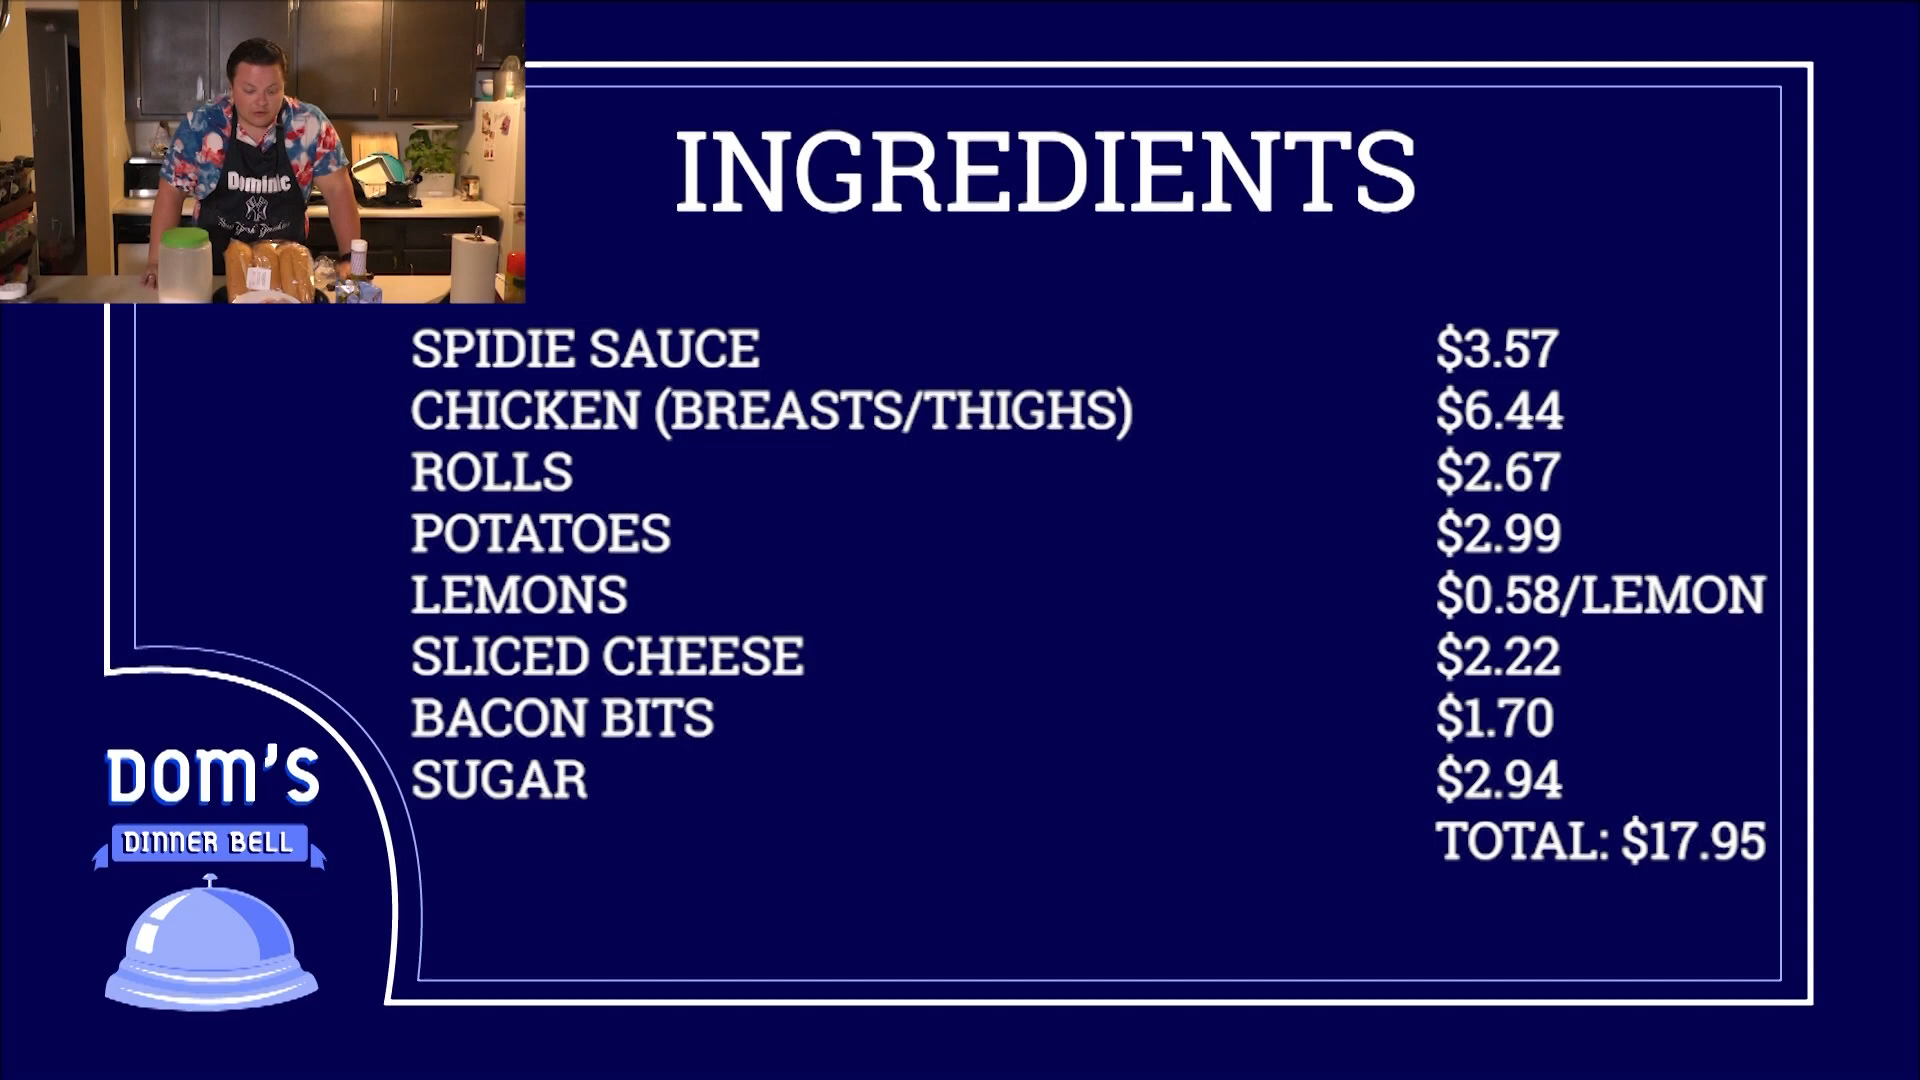 Dominic
INGREDIENTS
SPIDIE SAUCE $3.57
CHICKEN (BREASTS/THIGHS) $6.44
ROLLS $2.67
POTATOES $2.99
LEMONS $0.58/LEMON
SLICED CHEESE $2.22
BACON BITS $1.70
SUGAR $2.94
TOTAL: $17.95
DOM'S
DINNER BELL